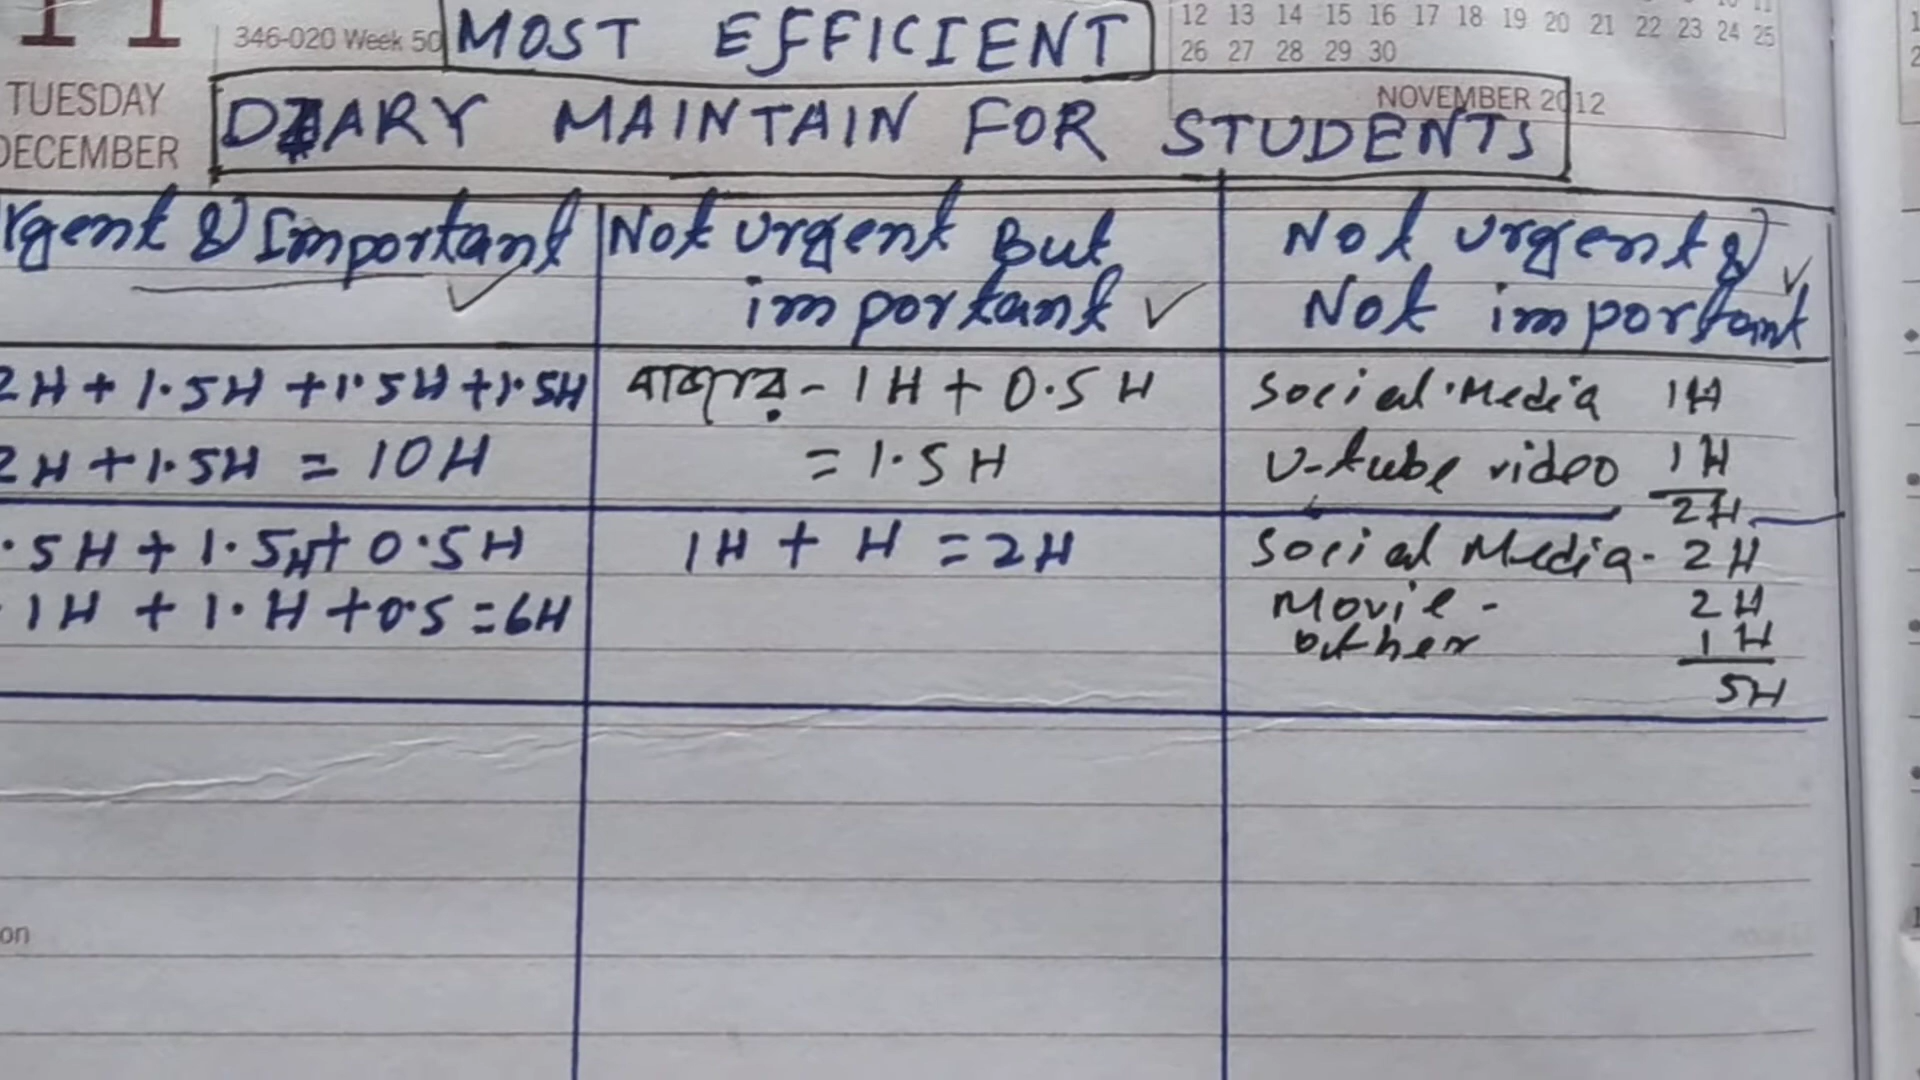 11
346-020 Week 50
MOST EFFICIENT
12 13 14 15 16 17 18 19 20 21 22 23 24 25
26 27 28 29 30
TUESDAY
DECEMBER
NOVEMBER 2012
DIARY MAINTAIN FOR STUDENTS
rgent & Important
Not urgent But
important
Not urgent &
Not important
2H + 1.5H + 1.5H + 1.5H
2H + 1.5H = 10H
- 1H + 0.5H
= 1.5H
Social Media 1H
U-tube video 1H
2H
.5H + 1.5H + 0.5H
1H + 1.H + 0.5 = 6H
1H + H = 2H
Social Media - 2H
Movie - 2H
other 1H
5H
on